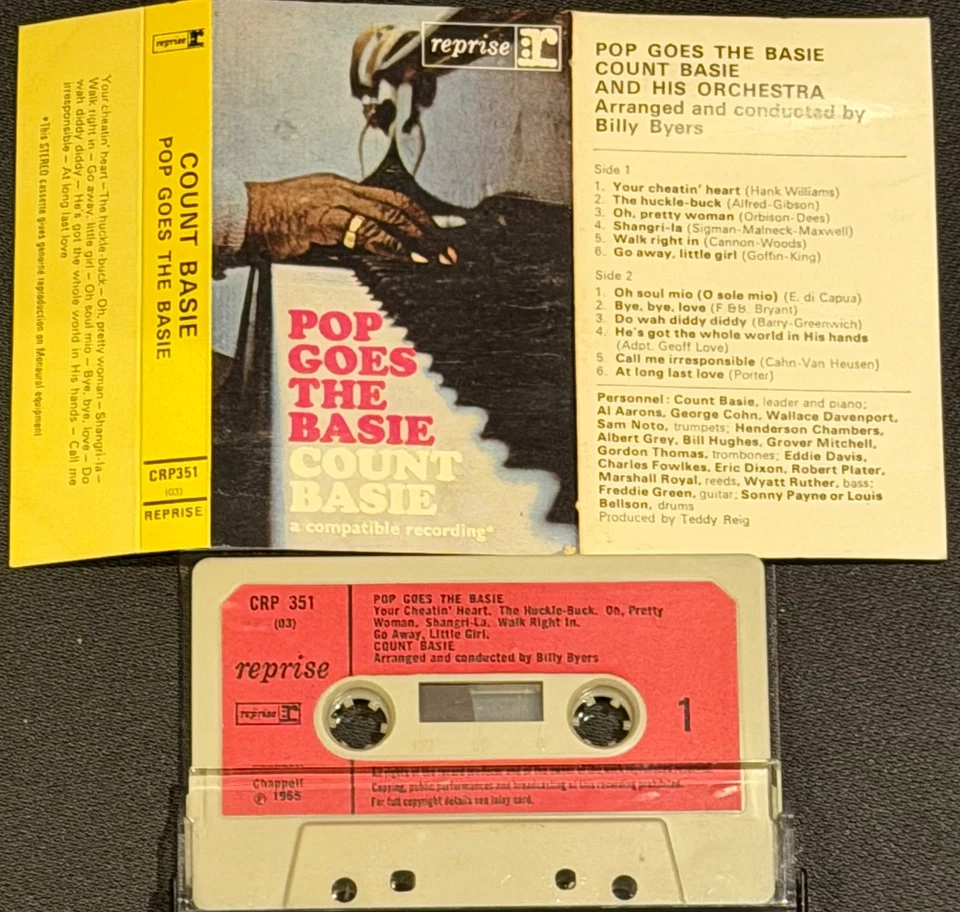 reprise
Your cheatin' heart – The huckle-buck – Oh, pretty woman – Shangri-la –
Walk right in – Go away, little girl – Oh soul mio – Bye, bye, love – Do
wah diddy diddy – He's got the whole world in His hands – Call me
irresponsible – At long last love
*This STEREO cassette gives genuine reproduction on Monaural equipment
COUNT BASIE
POP GOES THE BASIE
CRP351
(03)
REPRISE
reprise r
POP
GOES
THE
BASIE
COUNT
BASIE
a compatible recording*
POP GOES THE BASIE
COUNT BASIE
AND HIS ORCHESTRA
Arranged and conducted by
Billy Byers
Side 1
1. Your cheatin' heart (Hank Williams)
2. The huckle-buck (Alfred-Gibson)
3. Oh, pretty woman (Orbison-Dees)
4. Shangri-la (Sigman-Malneck-Maxwell)
5. Walk right in (Cannon-Woods)
6. Go away, little girl (Goffin-King)
Side 2
1. Oh soul mio (O sole mio) (E. di Capua)
2. Bye, bye, love (F.&B. Bryant)
3. Do wah diddy diddy (Barry-Greenwich)
4. He's got the whole world in His hands
(Adpt. Geoff Love)
5. Call me irresponsible (Cahn-Van Heusen)
6. At long last love (Porter)
Personnel: Count Basie, leader and piano;
Al Aarons, George Cohn, Wallace Davenport,
Sam Noto, trumpets; Henderson Chambers,
Albert Grey, Bill Hughes, Grover Mitchell,
Gordon Thomas, trombones; Eddie Davis,
Charles Fowlkes, Eric Dixon, Robert Plater,
Marshall Royal, reeds, Wyatt Ruther, bass;
Freddie Green, guitar; Sonny Payne or Louis
Bellson, drums
Produced by Teddy Reig
CRP 351
(03)
reprise
reprise r
POP GOES THE BASIE
Your Cheatin' Heart. The Huckle-Buck. Oh, Pretty
Woman. Shangri-La. Walk Right In.
Go Away, Little Girl.
COUNT BASIE
Arranged and conducted by Billy Byers
1
Chappell
℗ 1965
All rights of the record producer and of the owner of the work
Copying, public performances and broadcasting of this recording prohibited.
For full copyright details see inlay card.